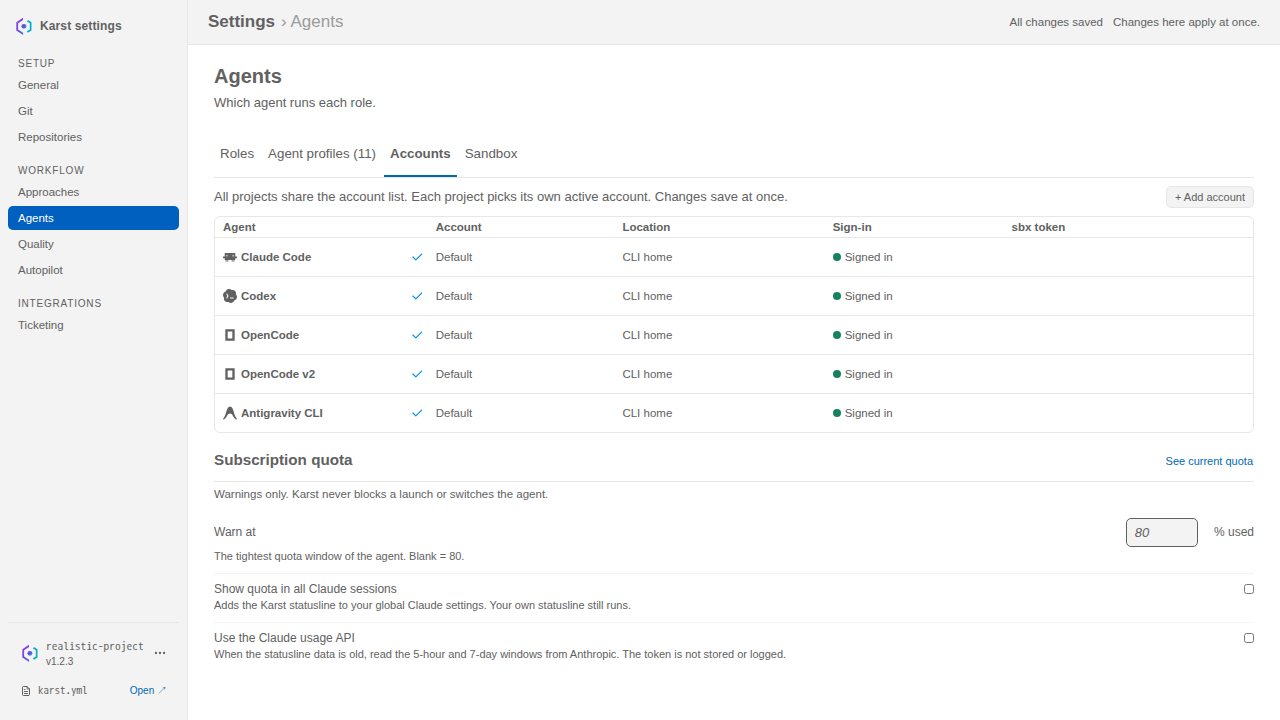 Karst settings
SETUP
General
Git
Repositories
WORKFLOW
Approaches
Agents
Quality
Autopilot
INTEGRATIONS
Ticketing
realistic-project
v1.2.3
karst.yml
Open ↗
Settings › Agents
All changes saved Changes here apply at once.
Agents
Which agent runs each role.
Roles Agent profiles (11) Accounts Sandbox
All projects share the account list. Each project picks its own active account. Changes save at once.
+ Add account
Agent Account Location Sign-in sbx token
Claude Code Default CLI home Signed in
Codex Default CLI home Signed in
OpenCode Default CLI home Signed in
OpenCode v2 Default CLI home Signed in
Antigravity CLI Default CLI home Signed in
Subscription quota
See current quota
Warnings only. Karst never blocks a launch or switches the agent.
Warn at 80 % used
The tightest quota window of the agent. Blank = 80.
Show quota in all Claude sessions
Adds the Karst statusline to your global Claude settings. Your own statusline still runs.
Use the Claude usage API
When the statusline data is old, read the 5-hour and 7-day windows from Anthropic. The token is not stored or logged.